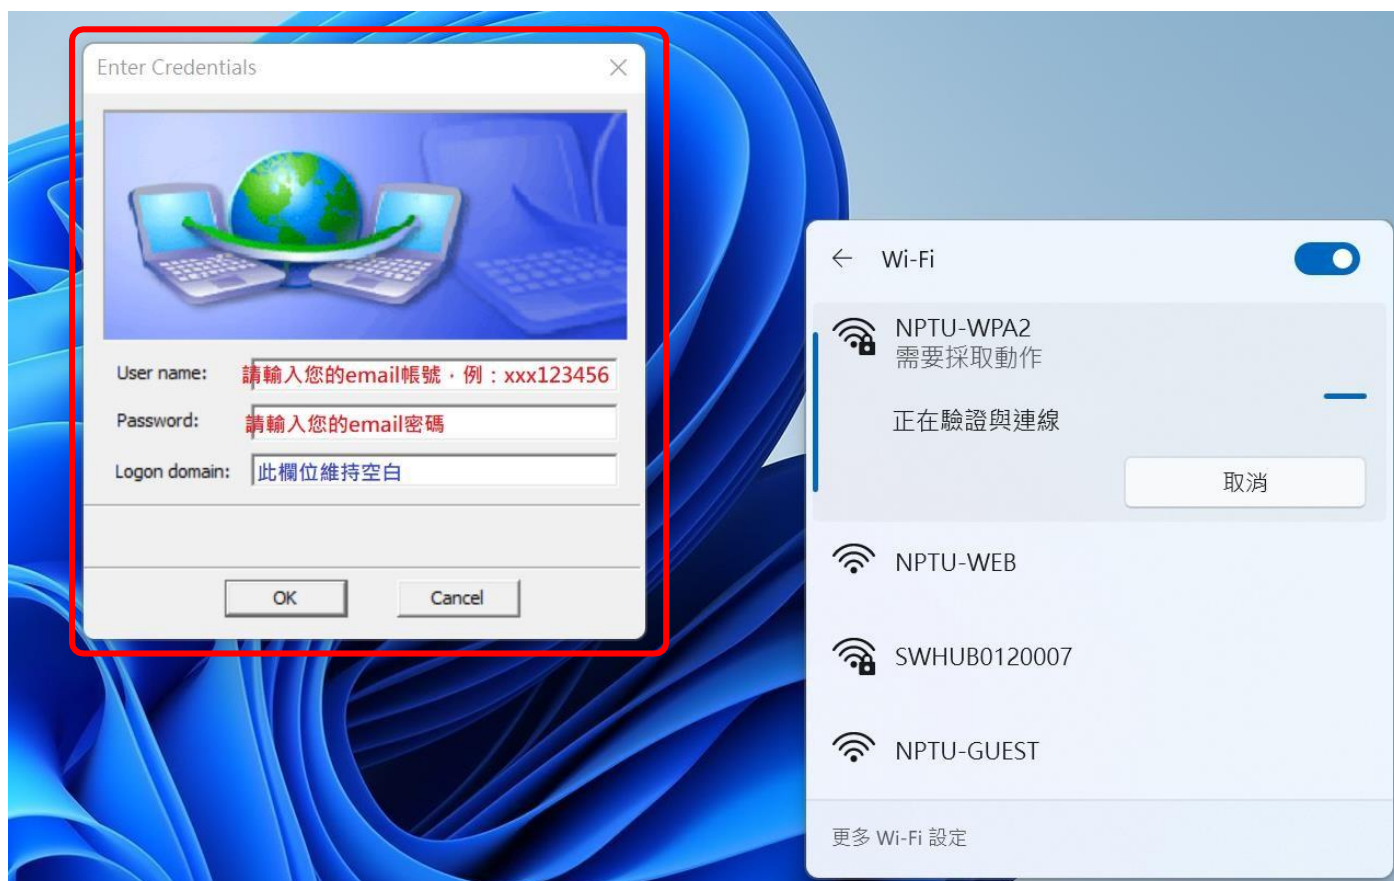 Enter Credentials
User name: 請輸入您的email帳號，例：xxx123456
Password: 請輸入您的email密碼
Logon domain: 此欄位維持空白
OK Cancel
Wi-Fi
NPTU-WPA2
需要採取動作
正在驗證與連線
取消
NPTU-WEB
SWHUB0120007
NPTU-GUEST
更多 Wi-Fi 設定